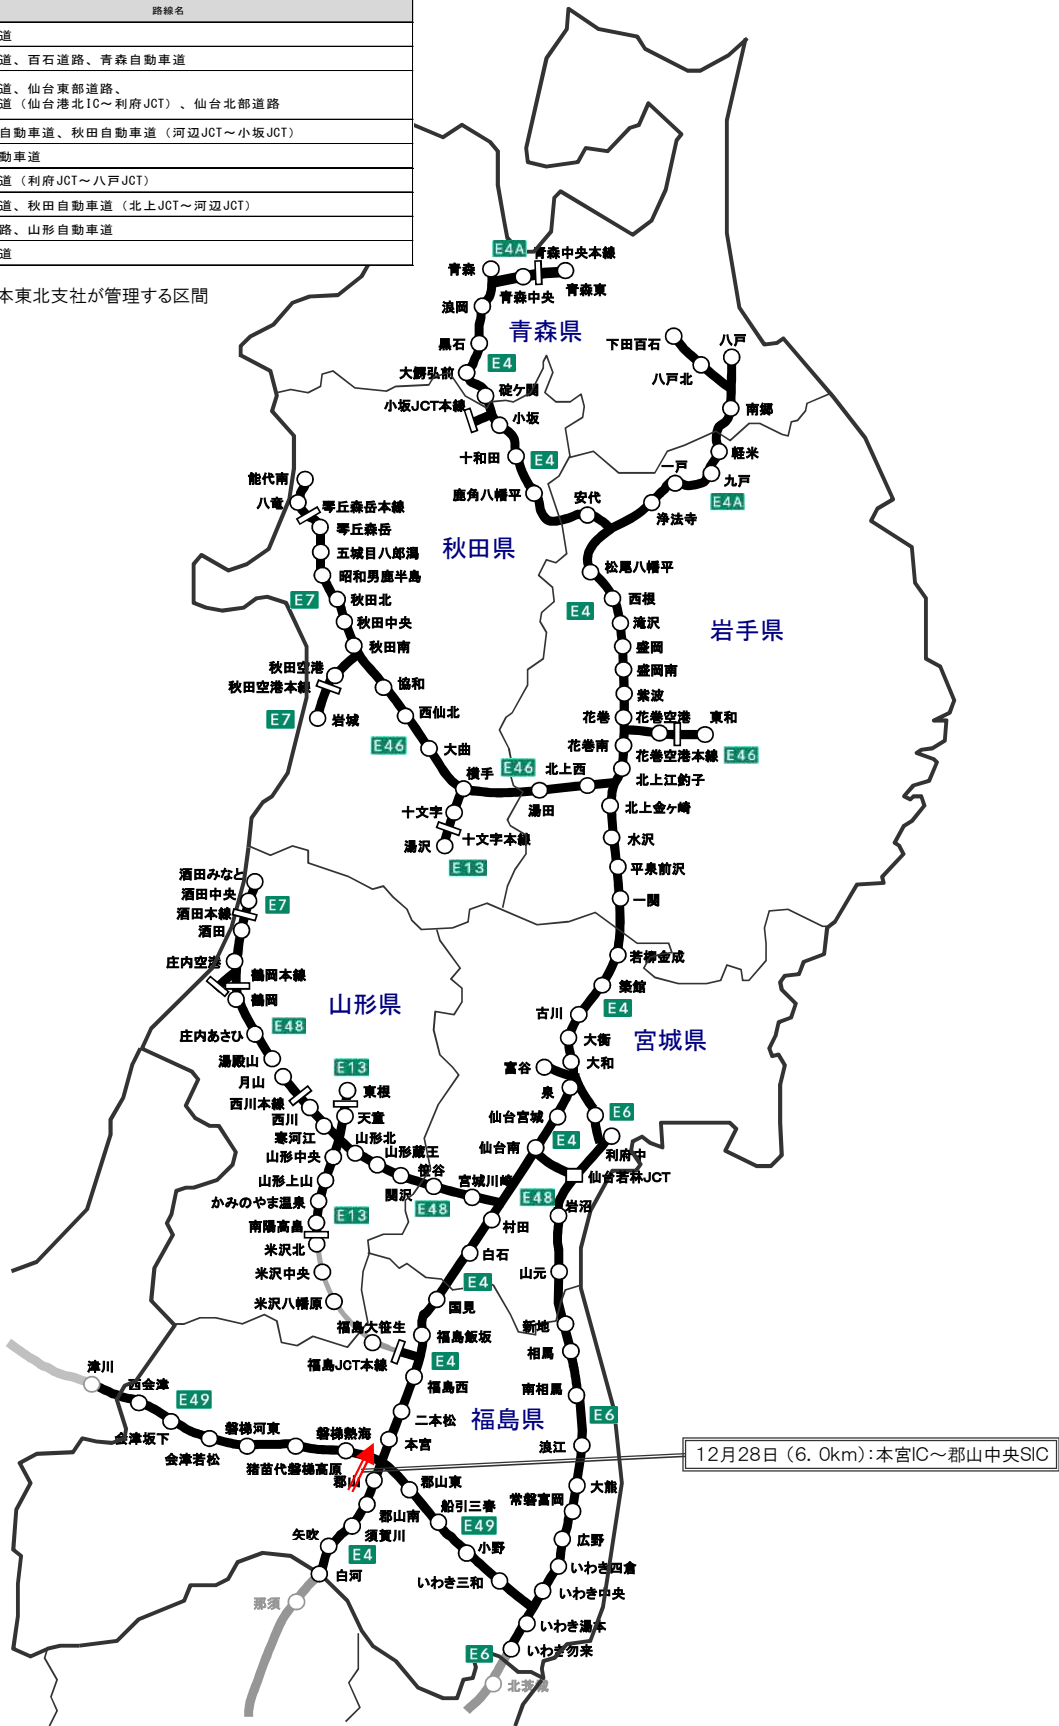 路線名
道
道、百石道路、青森自動車道
道、仙台東部道路、
道（仙台港北IC～利府JCT）、仙台北部道路
自動車道、秋田自動車道（河辺JCT～小坂JCT）
動車道
道（利府JCT～八戸JCT）
道、秋田自動車道（北上JCT～河辺JCT）
路、山形自動車道
道
本東北支社が管理する区間
E4A
青森中央本線
青森
青森中央
青森東
浪岡
青森県
黒石
下田百石
八戸
E4
大鰐弘前
八戸北
碇ケ関
小坂JCT本線
小坂
南郷
十和田
E4
軽米
一戸
九戸
能代南
鹿角八幡平
安代
E4A
八竜
琴丘森岳本線
浄法寺
琴丘森岳
秋田県
五城目八郎潟
松尾八幡平
昭和男鹿半島
E7
秋田北
E4
西根
秋田中央
滝沢
岩手県
秋田南
盛岡
秋田空港
盛岡南
秋田空港本線
協和
紫波
E7
岩城
西仙北
花巻
花巻空港
東和
E46
大曲
花巻南
花巻空港本線
E46
横手
E46
北上西
北上江釣子
十文字
湯田
北上金ヶ崎
十文字本線
湯沢
水沢
E13
平泉前沢
酒田みなと
酒田中央
E7
一関
酒田本線
酒田
庄内空港
若柳金成
鶴岡本線
築館
鶴岡
山形県
E4
古川
E48
庄内あさひ
大衡
宮城県
湯殿山
大和
富谷
月山
E13
東根
泉
西川本線
E6
西川
天童
仙台宮城
寒河江
山形北
E4
山形中央
山形蔵王
仙台南
利府中
山形上山
笹谷
宮城川崎
仙台若林JCT
関沢
かみのやま温泉
E48
E48
岩沼
E13
南陽高畠
村田
米沢北
白石
米沢中央
山元
E4
米沢八幡原
国見
福島大笹生
新地
福島飯坂
福島JCT本線
E4
相馬
津川
福島西
南相馬
西会津
E49
二本松
福島県
E6
会津坂下
磐梯河東
磐梯熱海
本宮
浪江
12月28日（6．0km）：本宮IC～郡山中央SIC
会津若松
猪苗代磐梯高原
郡山
郡山東
大熊
船引三春
常磐富岡
郡山南
E49
矢吹
須賀川
広野
E4
小野
白河
いわき三和
いわき四倉
いわき中央
那須
いわき湯本
E6
いわき勿来
北茨城